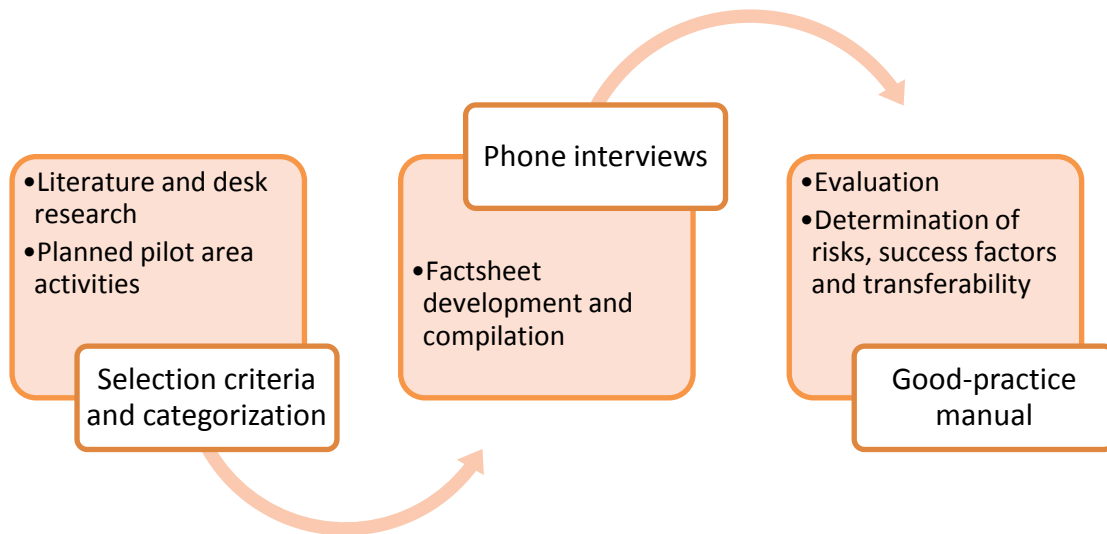 •Literature and desk
research
•Planned pilot area
activities
Selection criteria
and categorization
Phone interviews
•Factsheet
development and
compilation
•Evaluation
•Determination of
risks, success factors
and transferability
Good-practice
manual